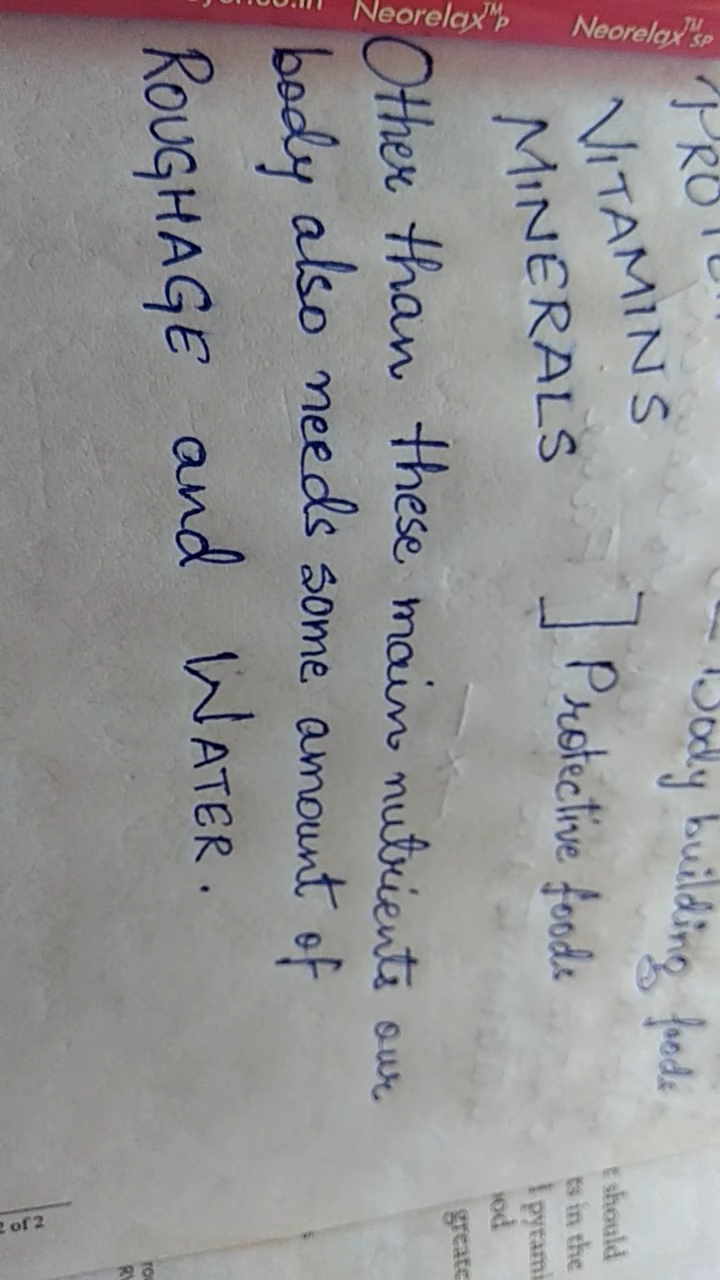 Neorelax™P Neorelax™SP
Body building foods
VITAMINS
MINERALS ] Protective foods
Other than these main nutrients our
body also needs some amount of
ROUGHAGE and WATER.
should
ts in the
greate
of 2